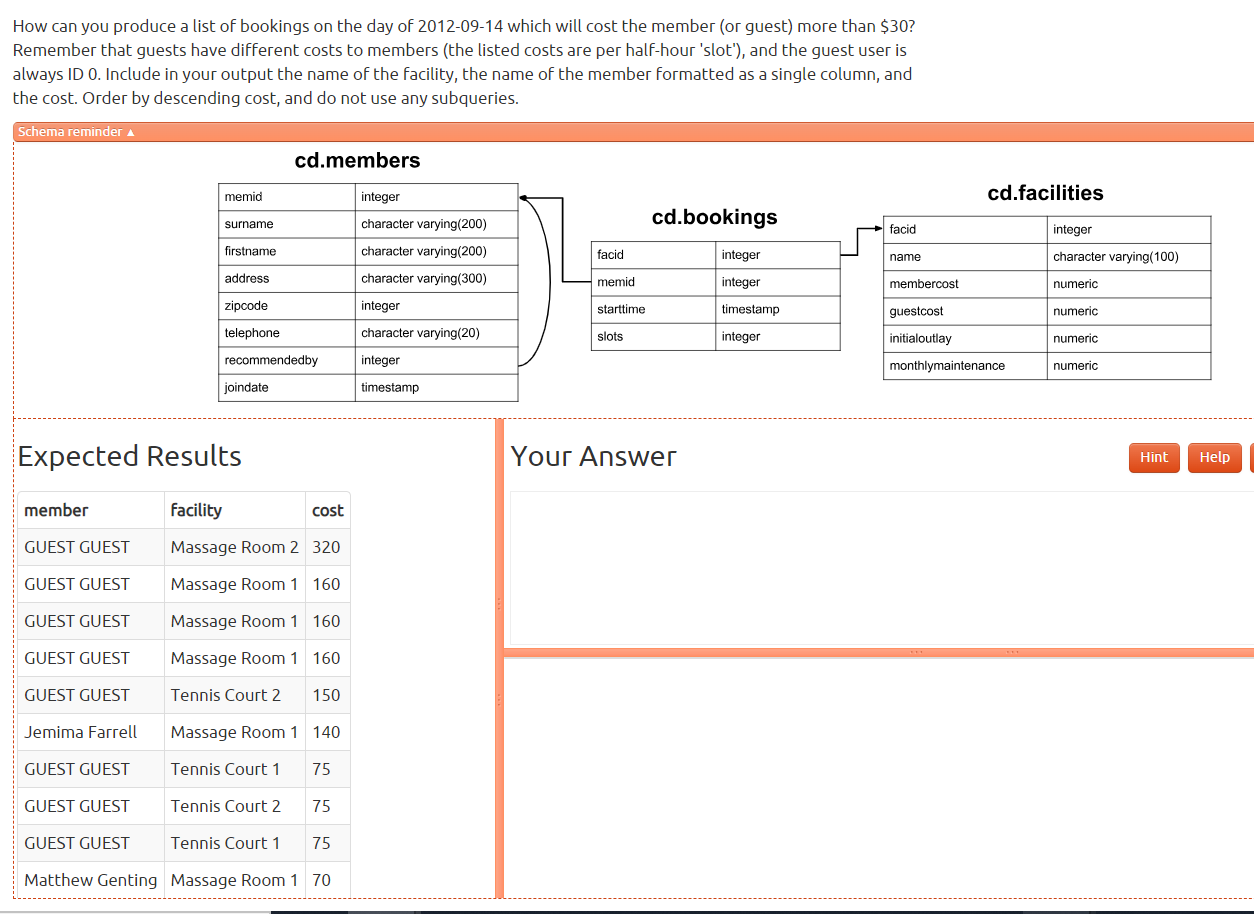 How can you produce a list of bookings on the day of 2012-09-14 which will cost the member (or guest) more than $30?
Remember that guests have different costs to members (the listed costs are per half-hour 'slot'), and the guest user is
always ID 0. Include in your output the name of the facility, the name of the member formatted as a single column, and
the cost. Order by descending cost, and do not use any subqueries.
Schema reminder ▲
cd.members
memid integer
surname character varying(200)
firstname character varying(200)
address character varying(300)
zipcode integer
telephone character varying(20)
recommendedby integer
joindate timestamp
cd.bookings
facid integer
memid integer
starttime timestamp
slots integer
cd.facilities
facid integer
name character varying(100)
membercost numeric
guestcost numeric
initialoutlay numeric
monthlymaintenance numeric
Expected Results
member facility cost
GUEST GUEST Massage Room 2 320
GUEST GUEST Massage Room 1 160
GUEST GUEST Massage Room 1 160
GUEST GUEST Massage Room 1 160
GUEST GUEST Tennis Court 2 150
Jemima Farrell Massage Room 1 140
GUEST GUEST Tennis Court 1 75
GUEST GUEST Tennis Court 2 75
GUEST GUEST Tennis Court 1 75
Matthew Genting Massage Room 1 70
Your Answer
Hint Help